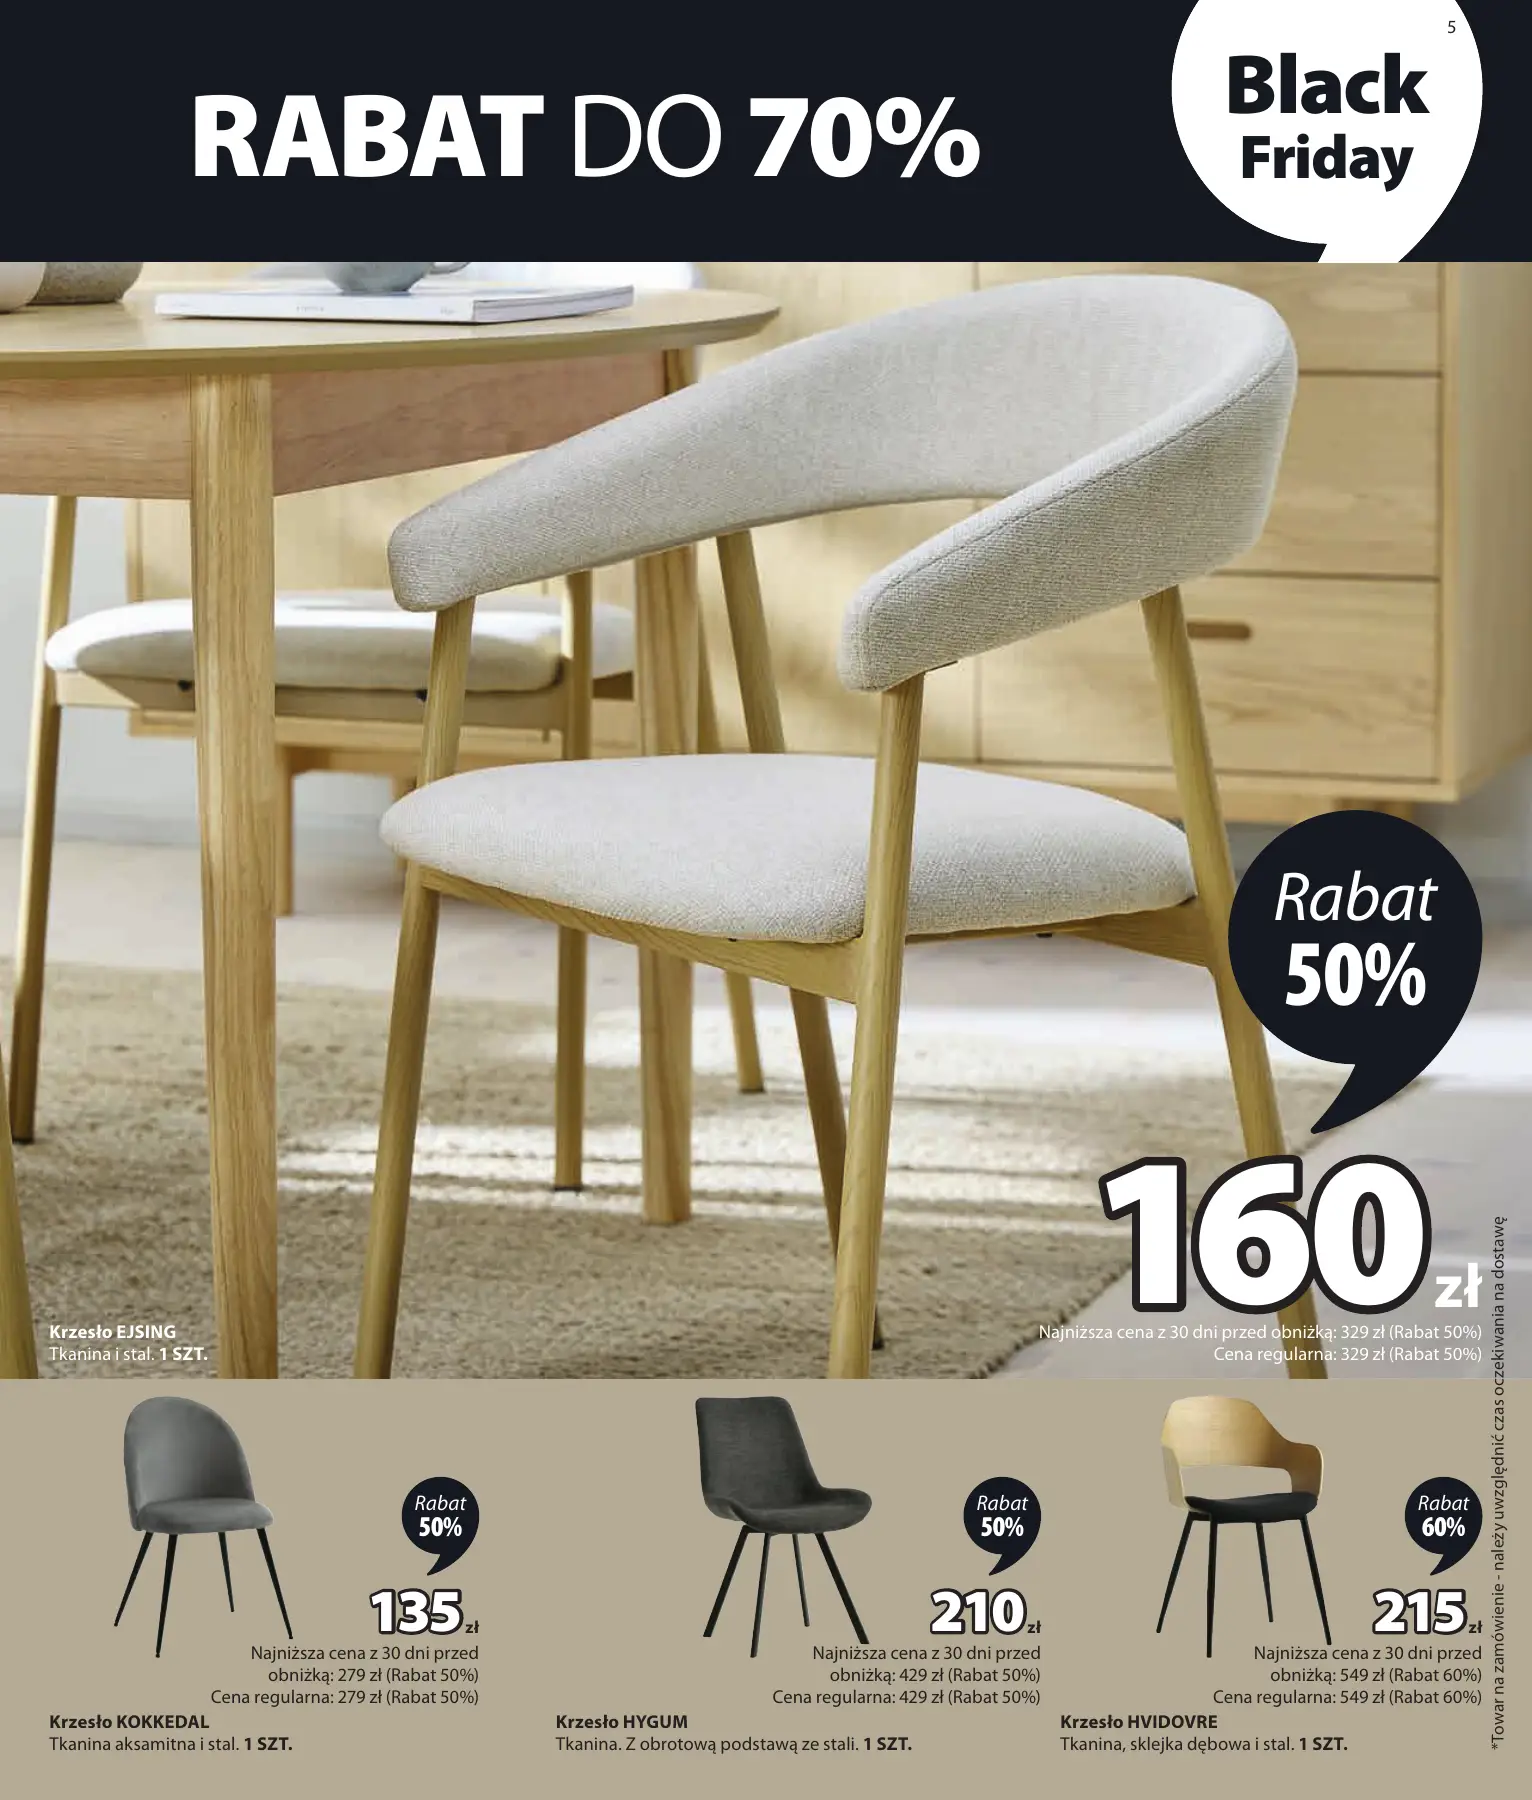 5
Black
Friday
RABAT DO 70%
Rabat
50%
160 zł
Najniższa cena z 30 dni przed obniżką: 329 zł (Rabat 50%)
Cena regularna: 329 zł (Rabat 50%)
Krzesło EJSING
Tkanina i stal. 1 SZT.
Rabat
50%
135 zł
Najniższa cena z 30 dni przed
obniżką: 279 zł (Rabat 50%)
Cena regularna: 279 zł (Rabat 50%)
Krzesło KOKKEDAL
Tkanina aksamitna i stal. 1 SZT.
Rabat
50%
210 zł
Najniższa cena z 30 dni przed
obniżką: 429 zł (Rabat 50%)
Cena regularna: 429 zł (Rabat 50%)
Krzesło HYGUM
Tkanina. Z obrotową podstawą ze stali. 1 SZT.
Rabat
60%
215 zł
Najniższa cena z 30 dni przed
obniżką: 549 zł (Rabat 60%)
Cena regularna: 549 zł (Rabat 60%)
Krzesło HVIDOVRE
Tkanina, sklejka dębowa i stal. 1 SZT.
*Towar na zamówienie - należy uwzględnić czas oczekiwania na dostawę